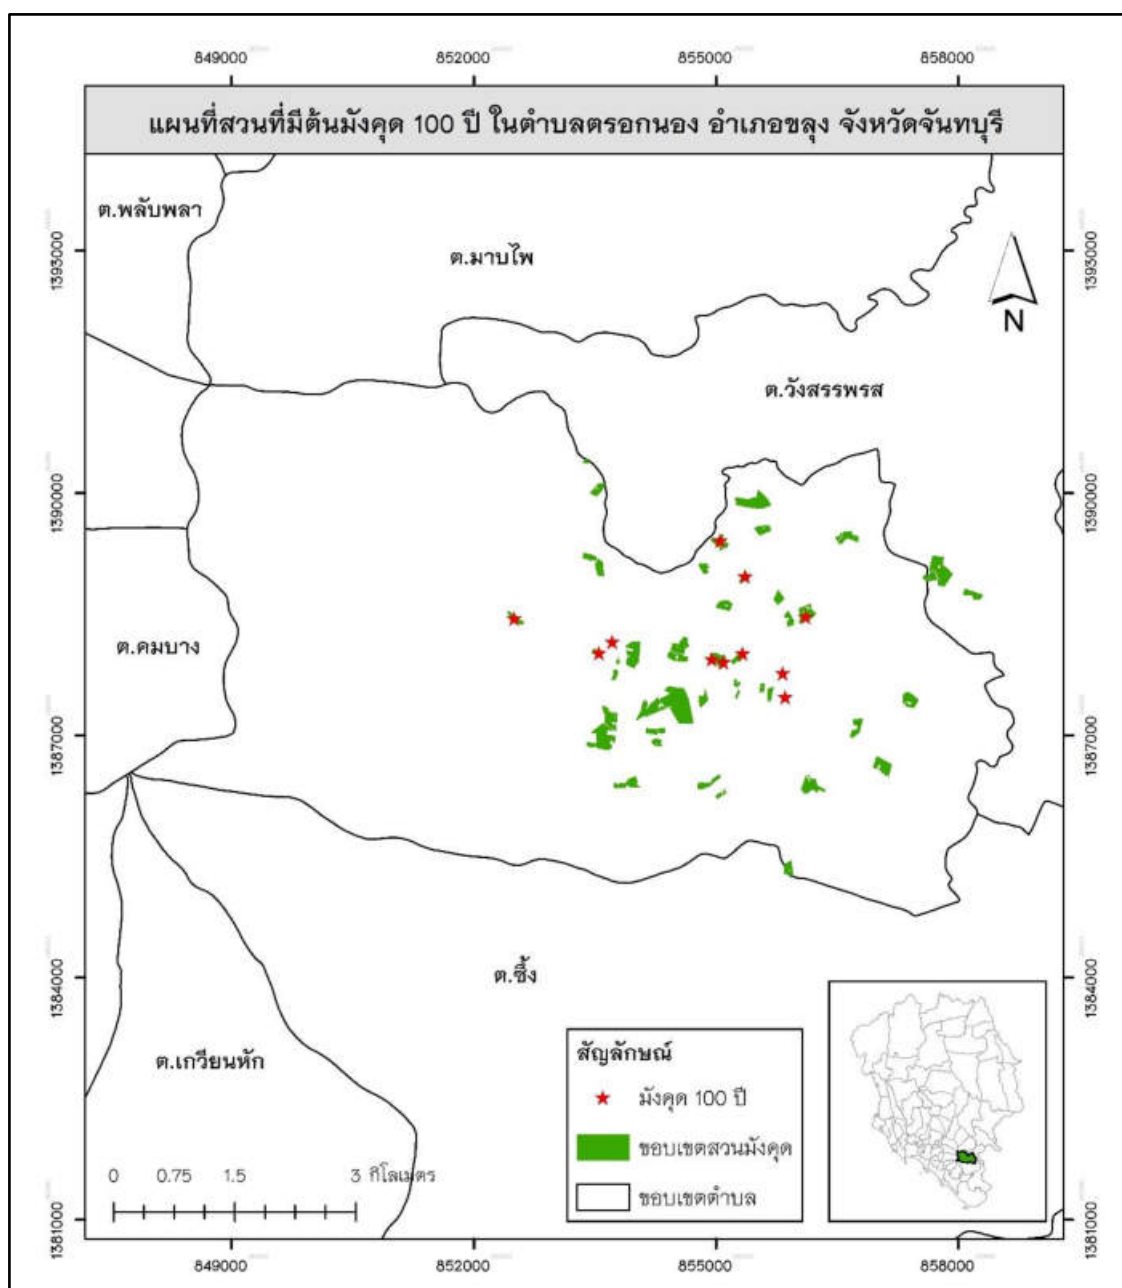 849000 852000 855000 858000
แผนที่สวนที่มีต้นมังคุด 100 ปี ในตำบลตรอกนอง อำเภอขลุง จังหวัดจันทบุรี
ต.พลับพลา
ต.มาบไพ
1393000 1393000
N
ต.วังสรรพรส
1390000 1390000
ต.คมบาง
1387000 1387000
ต.ซึ้ง
1384000 1384000
ต.เกวียนหัก
สัญลักษณ์
มังคุด 100 ปี
ขอบเขตสวนมังคุด
ขอบเขตตำบล
0 0.75 1.5 3 กิโลเมตร
1381000 1381000
849000 852000 855000 858000